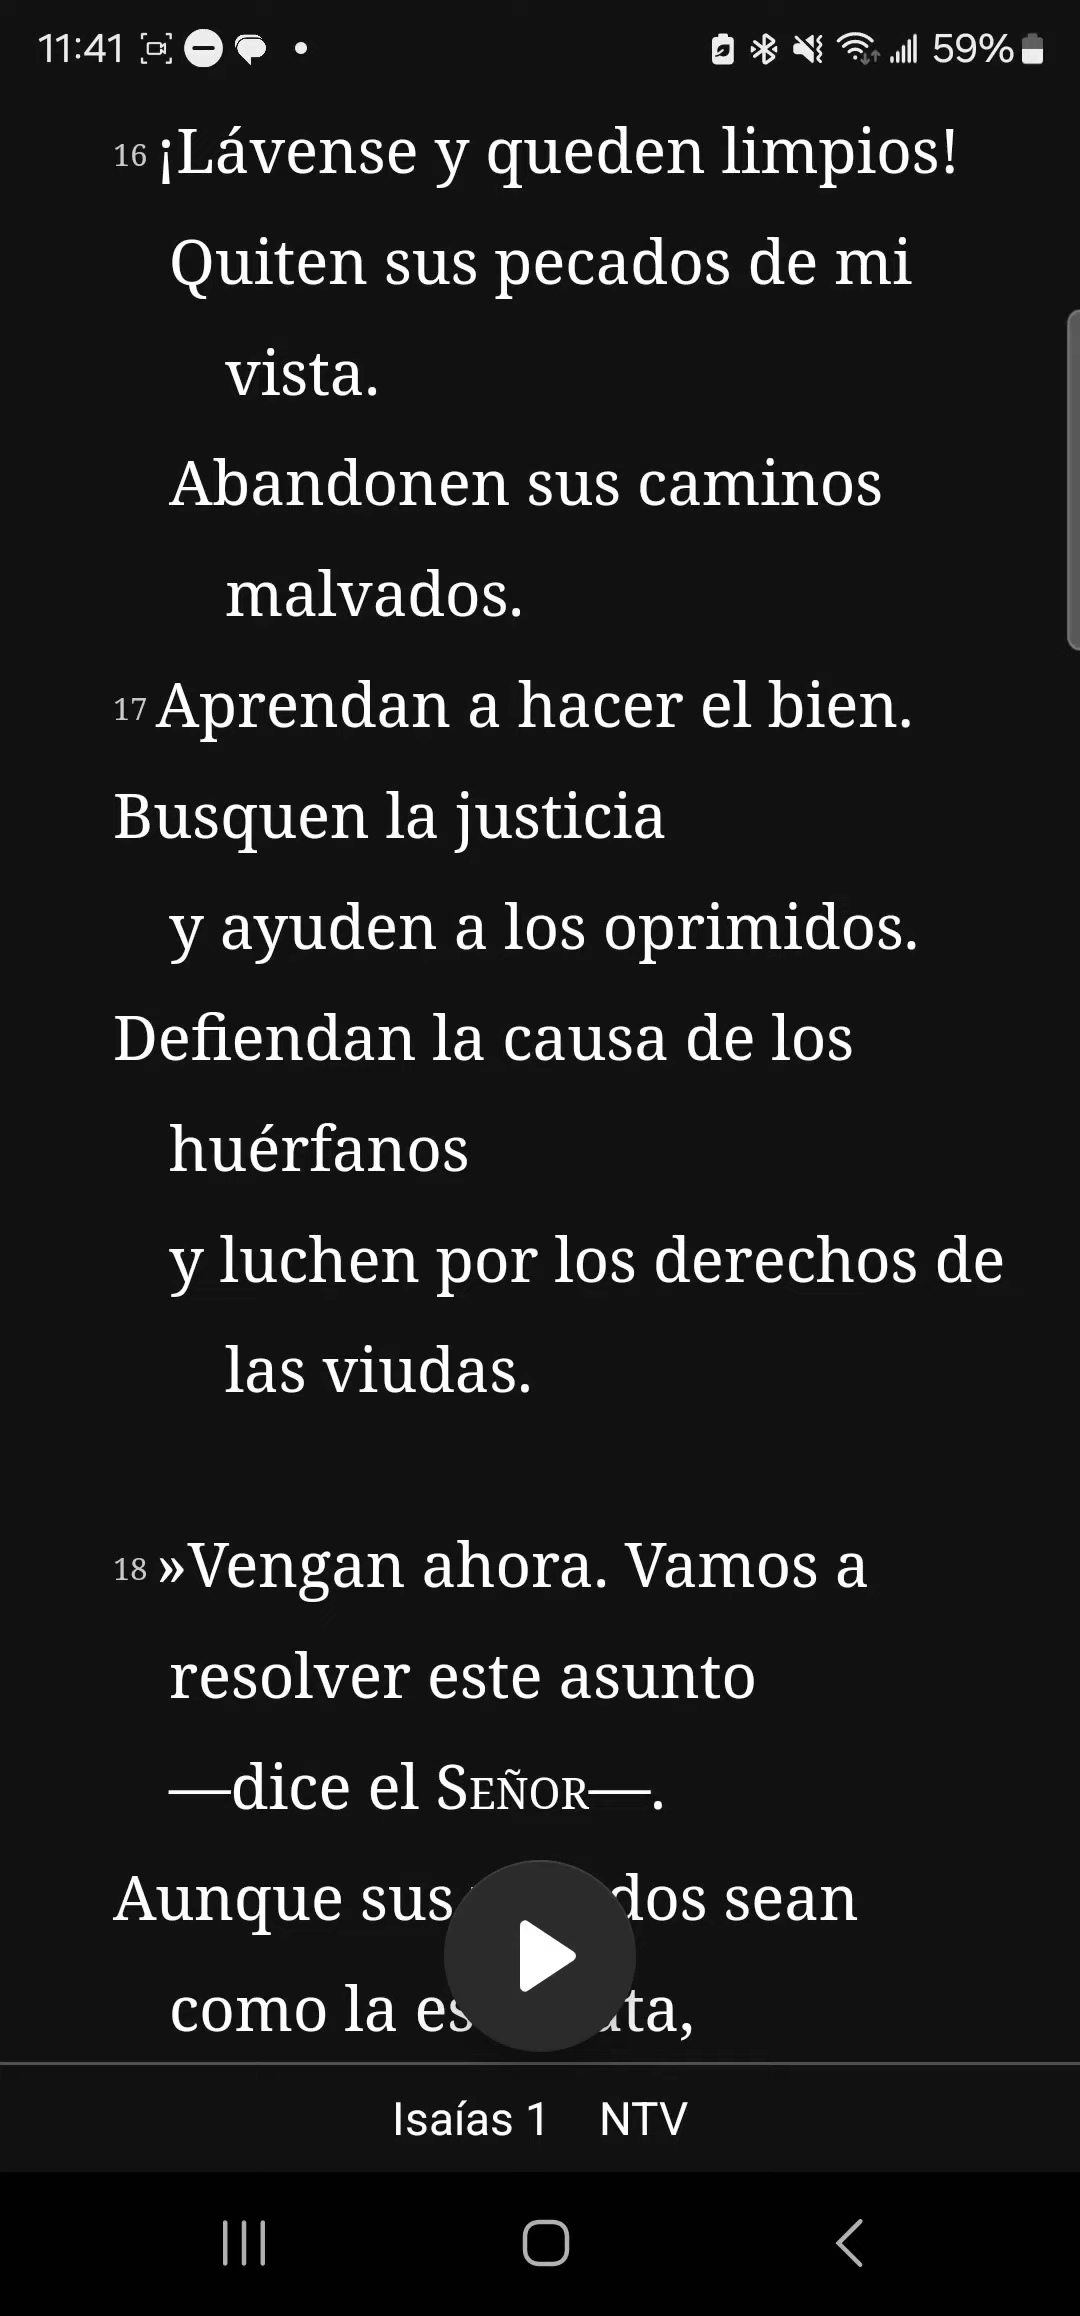 11:41 59%
16 ¡Lávense y queden limpios!
Quiten sus pecados de mi
vista.
Abandonen sus caminos
malvados.
17 Aprendan a hacer el bien.
Busquen la justicia
y ayuden a los oprimidos.
Defiendan la causa de los
huérfanos
y luchen por los derechos de
las viudas.
18 »Vengan ahora. Vamos a
resolver este asunto
—dice el SEÑOR—.
Aunque sus sean
como la
Isaías 1 NTV